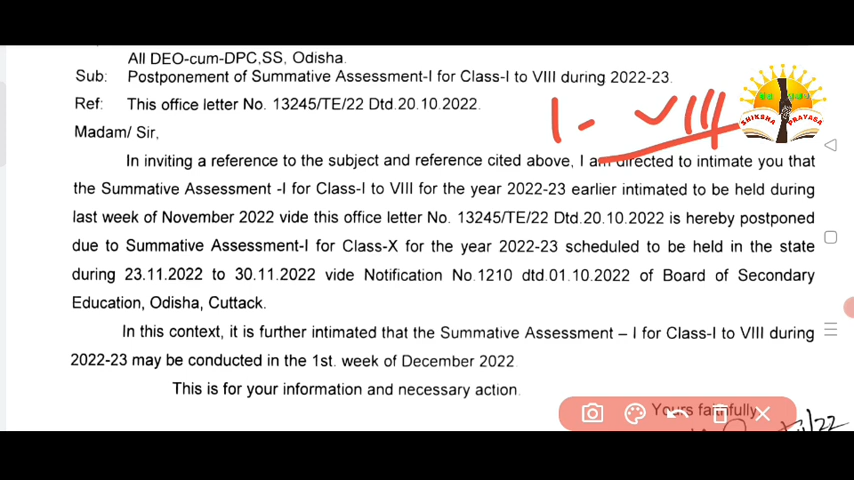 All DEO-cum-DPC,SS, Odisha.
Sub: Postponement of Summative Assessment-I for Class-I to VIII during 2022-23.
Ref: This office letter No. 13245/TE/22 Dtd.20.10.2022.
I - VIII
SHIKSHA PRAYASA
Madam/ Sir,
In inviting a reference to the subject and reference cited above, I am directed to intimate you that
the Summative Assessment -I for Class-I to VIII for the year 2022-23 earlier intimated to be held during
last week of November 2022 vide this office letter No. 13245/TE/22 Dtd.20.10.2022 is hereby postponed
due to Summative Assessment-I for Class-X for the year 2022-23 scheduled to be held in the state
during 23.11.2022 to 30.11.2022 vide Notification No.1210 dtd.01.10.2022 of Board of Secondary
Education, Odisha, Cuttack.
In this context, it is further intimated that the Summative Assessment – I for Class-I to VIII during
2022-23 may be conducted in the 1st. week of December 2022
This is for your information and necessary action.
Yours faithfully